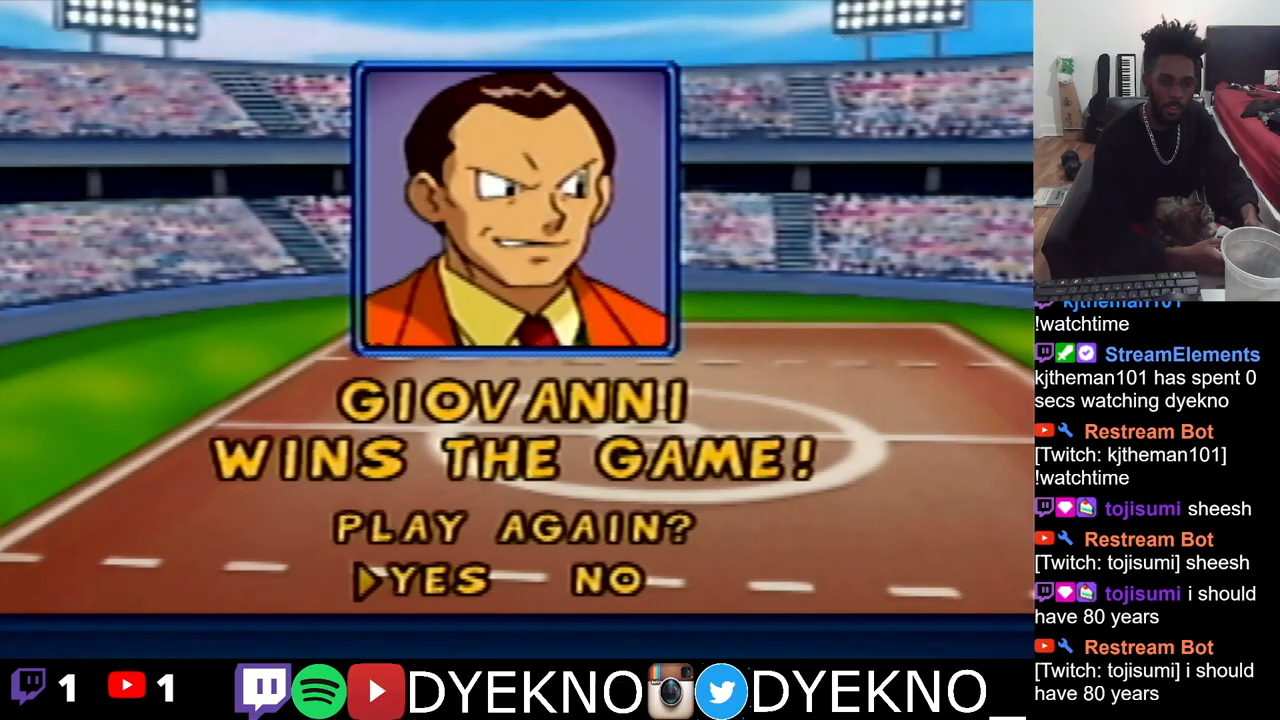 GIOVANNI
WINS THE GAME!
PLAY AGAIN?
YES NO
!watchtime
StreamElements
kjtheman101 has spent 0
secs watching dyekno
Restream Bot
[Twitch: kjtheman101]
!watchtime
tojisumi sheesh
Restream Bot
[Twitch: tojisumi] sheesh
tojisumi i should
have 80 years
Restream Bot
[Twitch: tojisumi] i should
have 80 years
1 1 DYEKNO DYEKNO_